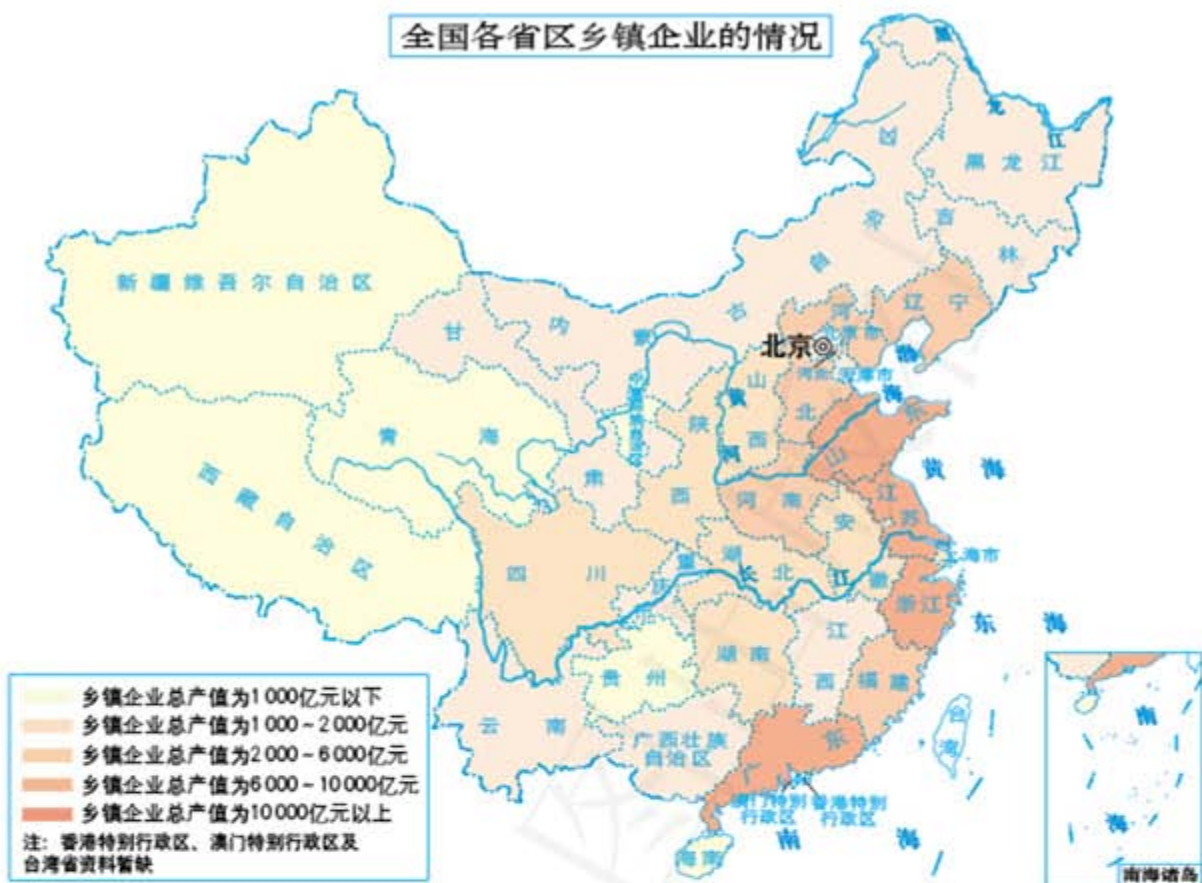 全国各省区乡镇企业的情况
黑
龙
江
黑龙江
内
蒙
古
自
治
区
吉
林
辽宁
新疆维吾尔自治区
甘
肃
北京
河
北
天津市
渤
海
山
西
陕
西
黄
河
青海
山
东
黄海
西藏自治区
河南
江
苏
安
徽
上海市
四川
重
庆
湖
北
长
江
浙江
东海
湖南
江
西
福建
贵州
云南
广西壮族
自治区
广
东
台
湾
澳门特别
行政区
香港特别
行政区
南海
海南
乡镇企业总产值为1000亿元以下
乡镇企业总产值为1000~2000亿元
乡镇企业总产值为2000~6000亿元
乡镇企业总产值为6000~10000亿元
乡镇企业总产值为10000亿元以上
注：香港特别行政区、澳门特别行政区及
台湾省资料暂缺
南
海
南海诸岛